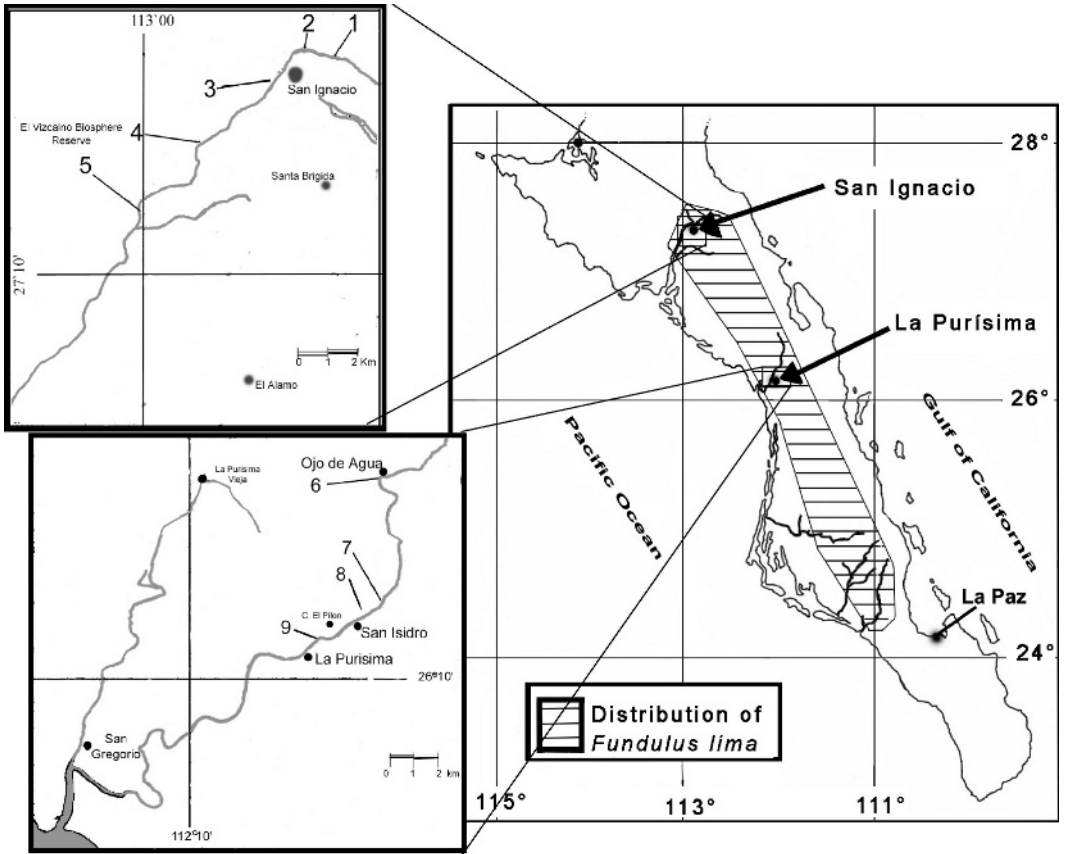 113°00
2
1
3
San Ignacio
4
El Vizcaino Biosphere
Reserve
5
Santa Brigida
27°10
0 1 2 Km
El Alamo
28°
San Ignacio
La Purísima
26°
Pacific Ocean
Gulf of California
La Paz
24°
Distribution of
Fundulus lima
115°
113°
111°
La Purisima
Vieja
Ojo de Agua
6
7
8
C. El Pilon
9
San Isidro
La Purisima
26°10
San
Gregorio
0 1 2 km
112°10'